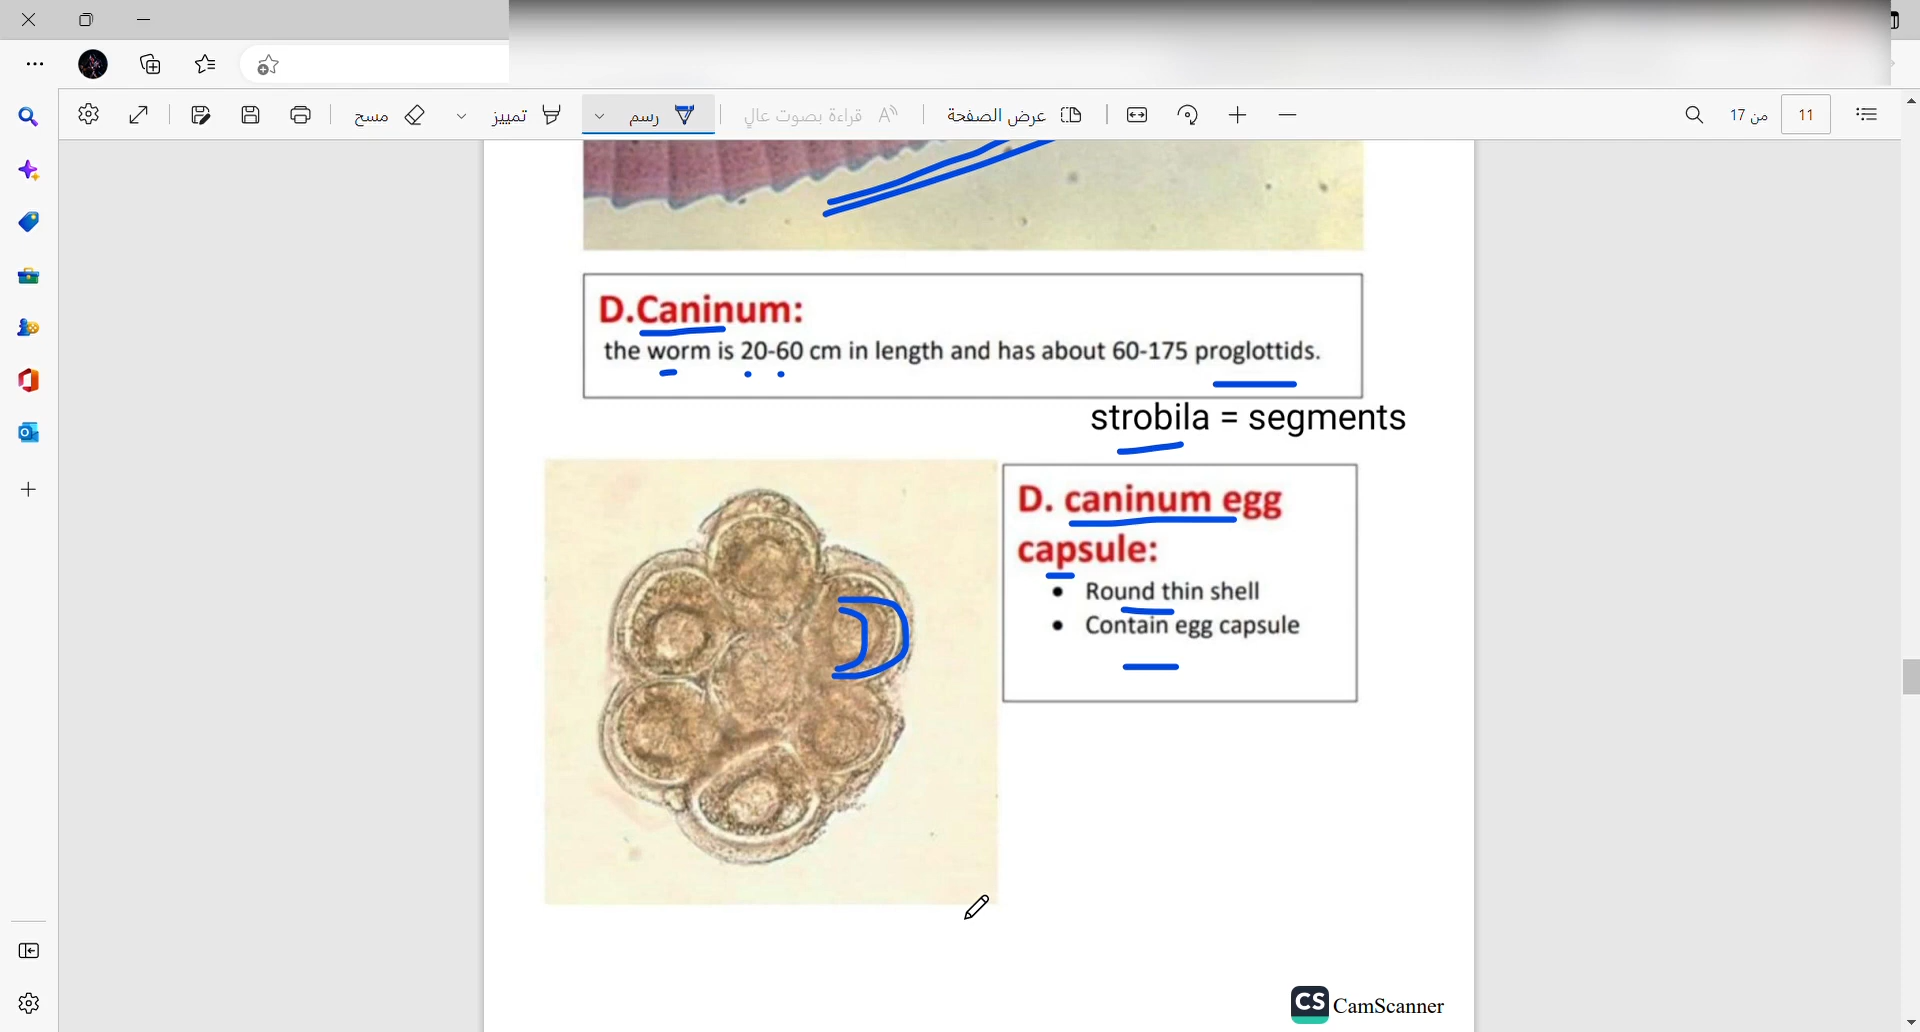 مسح
تمييز
رسم
قراءة بصوت عالٍ
عرض الصفحة
من 17
11
D.Caninum:
the worm is 20-60 cm in length and has about 60-175 proglottids.
strobila = segments
D. caninum egg
capsule:
• Round thin shell
• Contain egg capsule
CS CamScanner